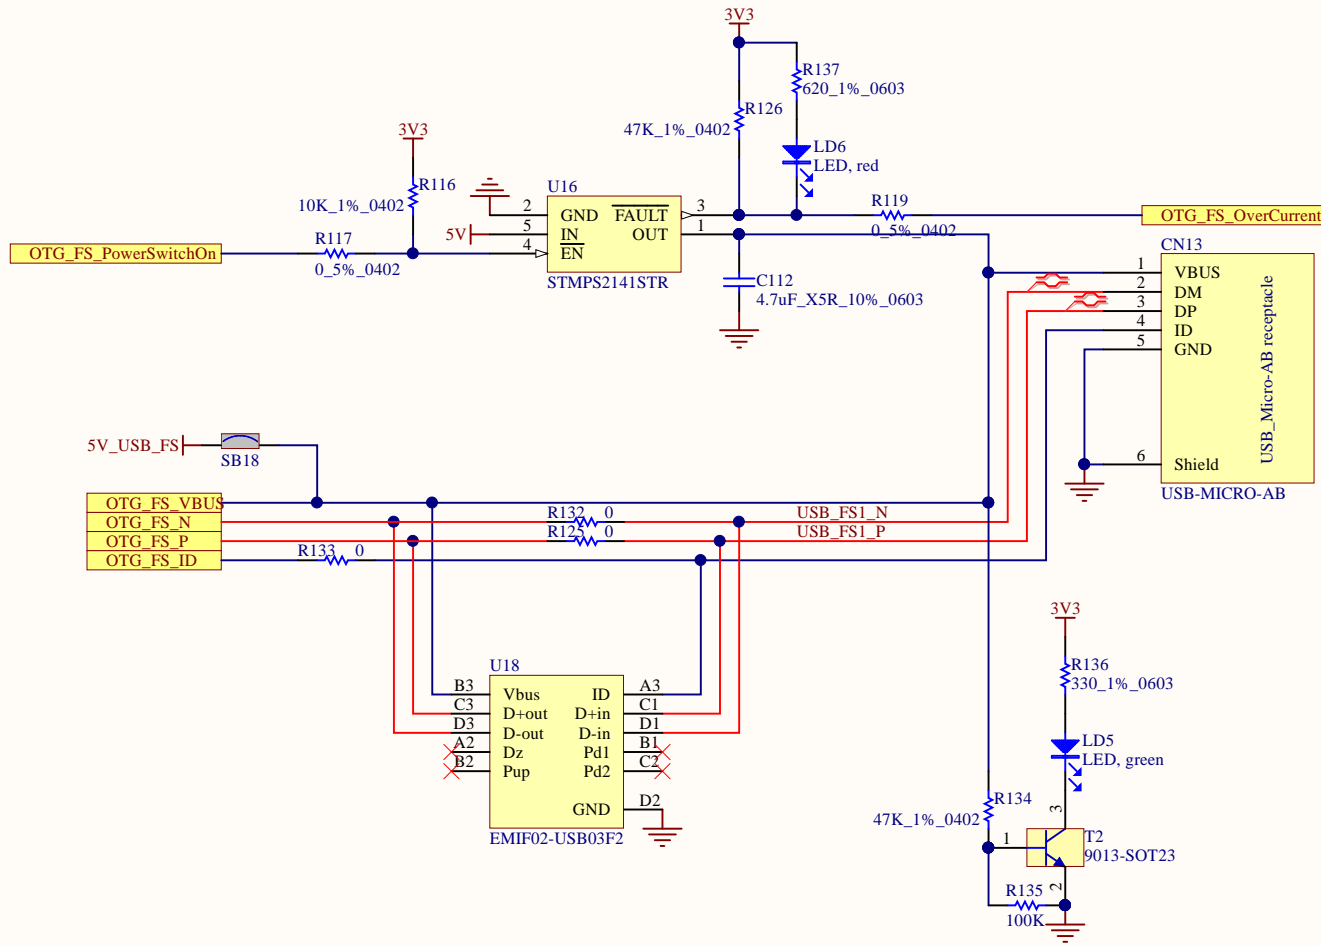 3V3
R137
620_1%_0603
R126
47K_1%_0402
LD6
LED, red
3V3
R116
10K_1%_0402
R117
0_5%_0402
OTG_FS_PowerSwitchOn
5V
U16
2
5
4
GND
IN
EN
FAULT
OUT
3
1
STMPS2141STR
R119
0_5%_0402
OTG_FS_OverCurrent
C112
4.7uF_X5R_10%_0603
CN13
1
2
3
4
5
6
VBUS
DM
DP
ID
GND
Shield
USB_Micro-AB receptacle
USB-MICRO-AB
5V_USB_FS
SB18
OTG_FS_VBUS
OTG_FS_N
OTG_FS_P
OTG_FS_ID
R132 0
R125 0
R133 0
USB_FS1_N
USB_FS1_P
U18
B3
C3
D3
A2
B2
Vbus
D+out
D-out
Dz
Pup
ID
D+in
D-in
Pd1
Pd2
GND
A3
C1
D1
B1
C2
D2
EMIF02-USB03F2
3V3
R136
330_1%_0603
LD5
LED, green
R134
47K_1%_0402
1
3
2
T2
9013-SOT23
R135
100K